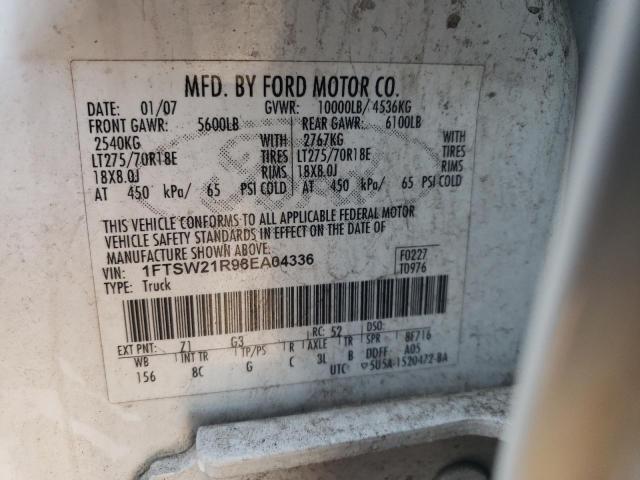 MFD. BY FORD MOTOR CO.
DATE: 01/07 GVWR: 10000LB/4536KG
FRONT GAWR: 5600LB REAR GAWR: 6100LB
2540KG WITH 2767KG WITH
LT275/70R18E TIRES LT275/70R18E TIRES
18X8.0J RIMS 18X8.0J RIMS
AT 450 kPa/ 65 PSI COLD AT 450 kPa/ 65 PSI COLD
THIS VEHICLE CONFORMS TO ALL APPLICABLE FEDERAL MOTOR
VEHICLE SAFETY STANDARDS IN EFFECT ON THE DATE OF
MANUFACTURE SHOWN ABOVE.
VIN: 1FTSW21R98EA04336 F0227
TYPE: Truck T0976
EXT PNT: Z1 G3 RC: 52 DSO:
WB INT TR TP/PS R AXLE TR SPR 8F716
156 8C G C 3L B DDFF A05
UTC 5U5A-1520472-BA